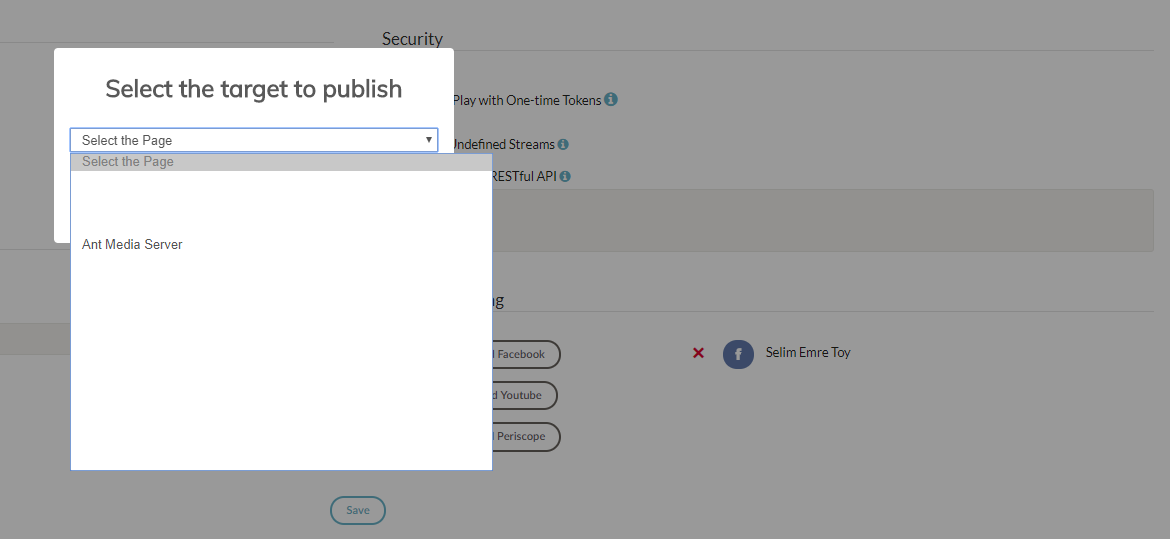 Security
Select the target to publish
Play with One-time Tokens
Select the Page
Undefined Streams
Select the Page
RESTful API
Ant Media Server
Facebook
Selim Emre Toy
Youtube
Periscope
Save